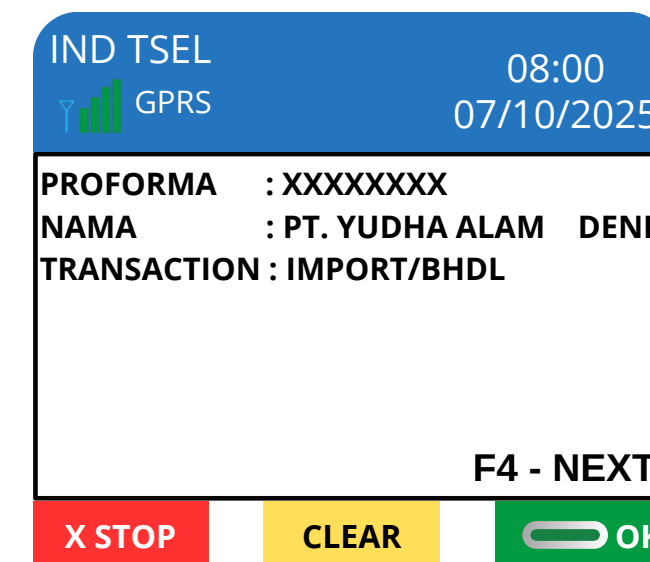 IND TSEL
GPRS
08:00
07/10/2025
PROFORMA : XXXXXXXX
NAMA : PT. YUDHA ALAM
TRANSACTION : IMPORT/BHDL
F4 - NEXT
X STOP
CLEAR